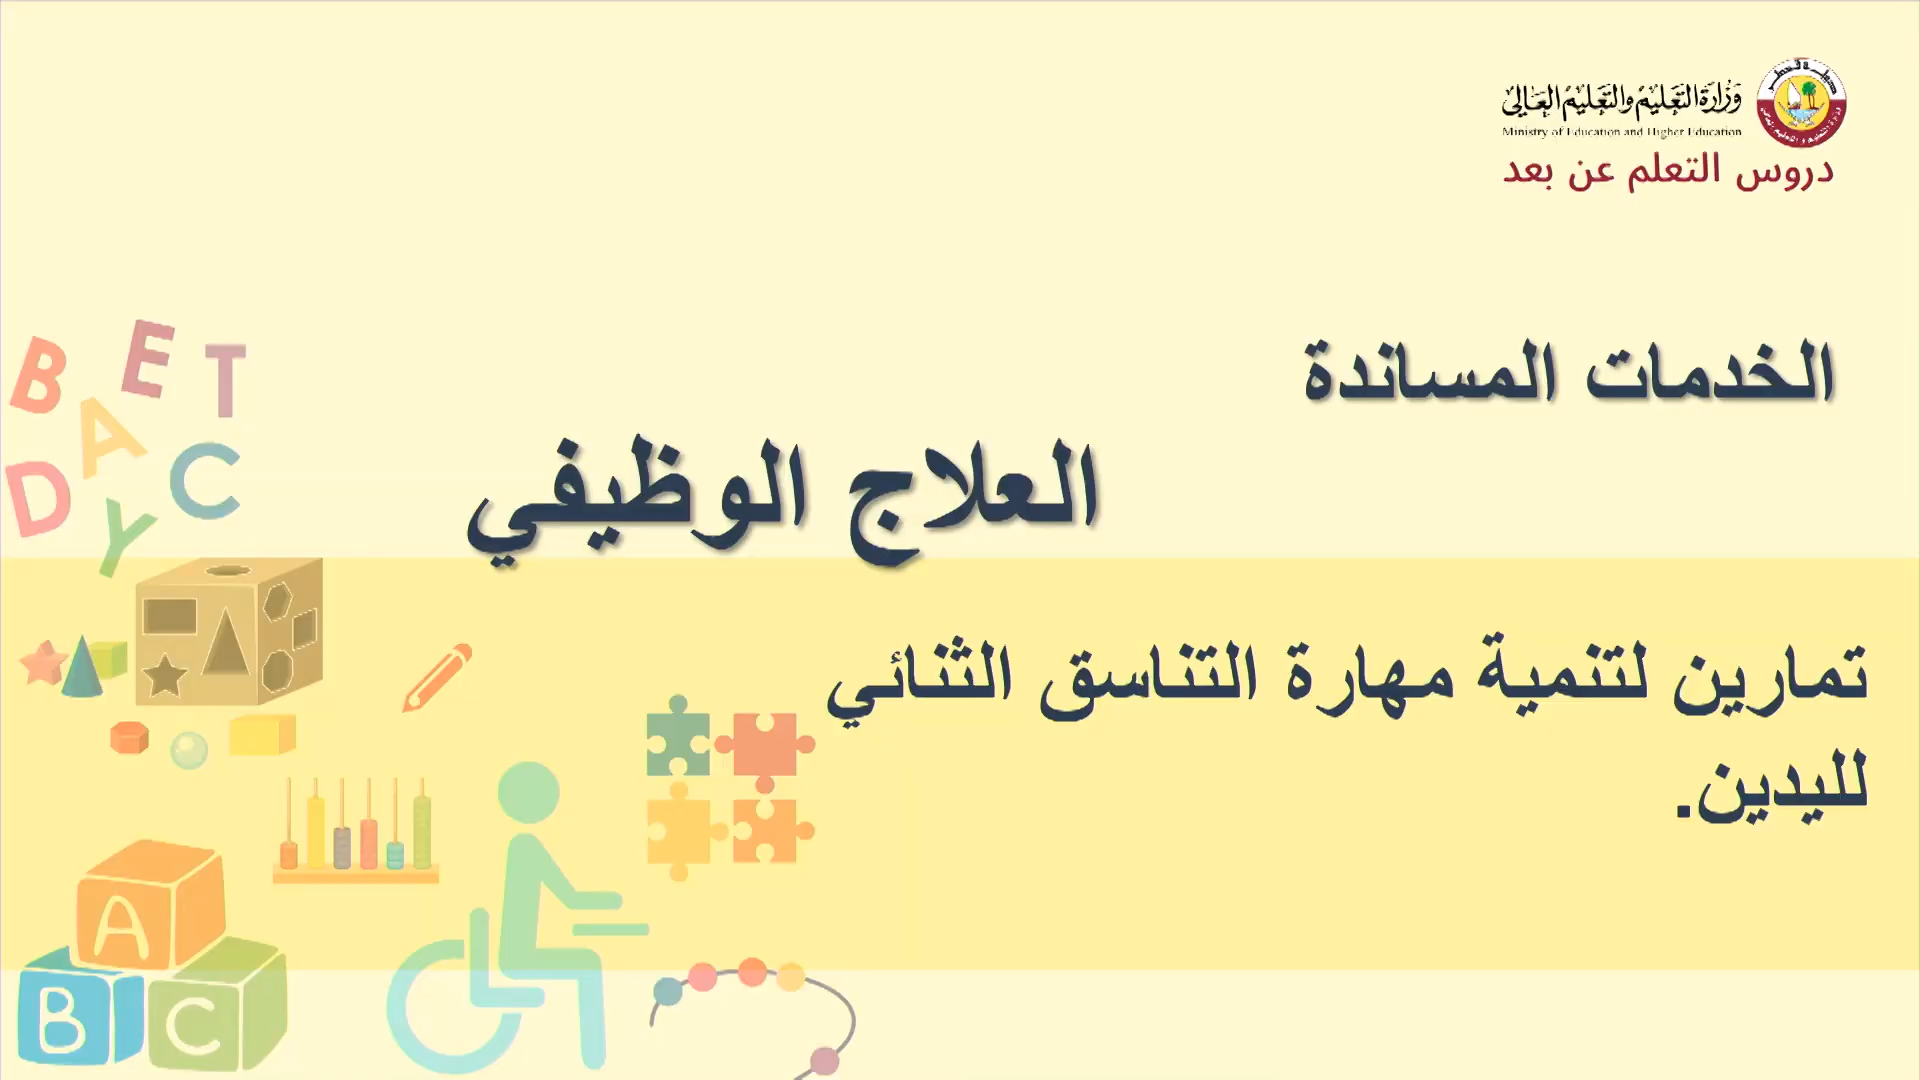 وزارة التعليم والتعليم العالي
Ministry of Education and Higher Education
دروس التعلم عن بعد
الخدمات المساندة
العلاج الوظيفي
تمارين لتنمية مهارة التناسق الثنائي
لليدين.
B
E
T
A
D
C
Y
A
B
C